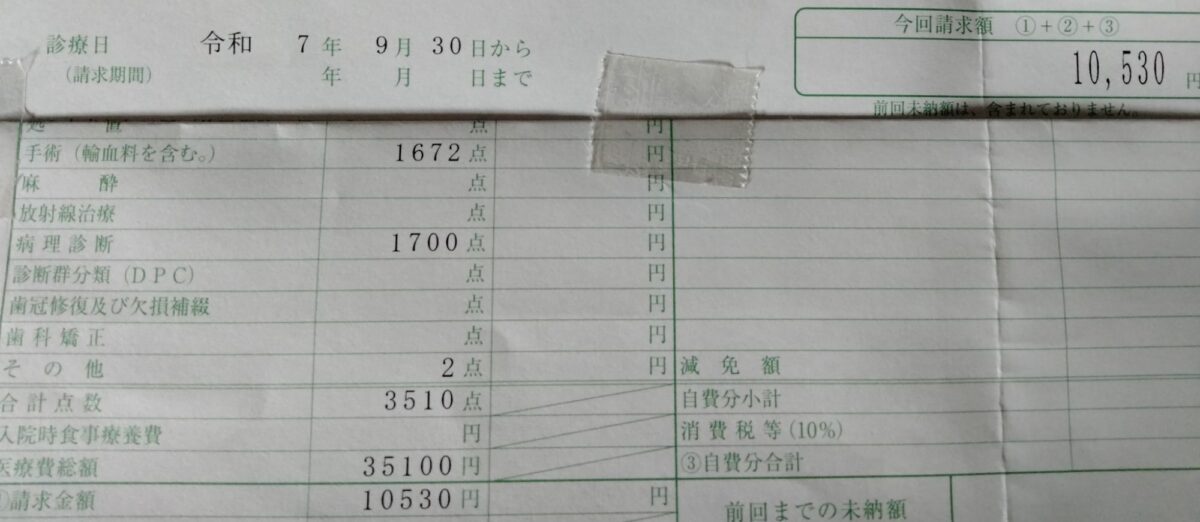 診療日 令和 7年 9月 30日から
(請求期間) 年 月 日まで
今回請求額 ①+②+③
10,530 円
前回未納額は、含まれておりません。
点 円
手術(輸血料を含む。) 1672点 円
麻 酔 点 円
放射線治療 点 円
病理診断 1700点 円
診断群分類(DPC) 点 円
歯冠修復及び欠損補綴 点 円
歯科矯正 点 円
その他 2点 円 減免額
合計点数 3510点 自費分小計
入院時食事療養費 円 消費税等(10%)
医療費総額 35100円 ③自費分合計
請求金額 10530円 円 前回までの未納額